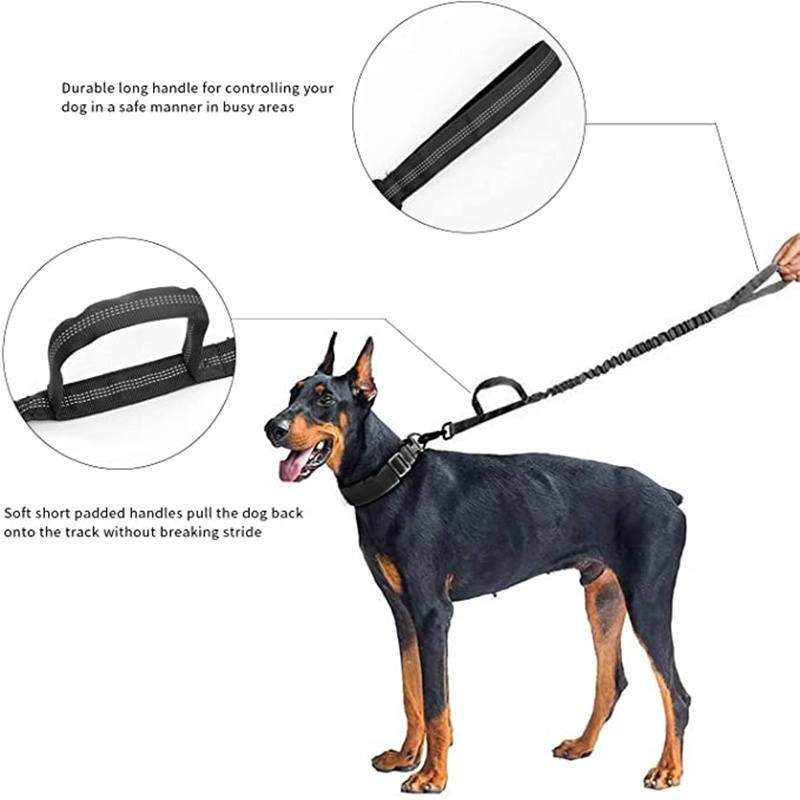 Durable long handle for controlling your
dog in a safe manner in busy areas
Soft short padded handles pull the dog back
onto the track without breaking stride